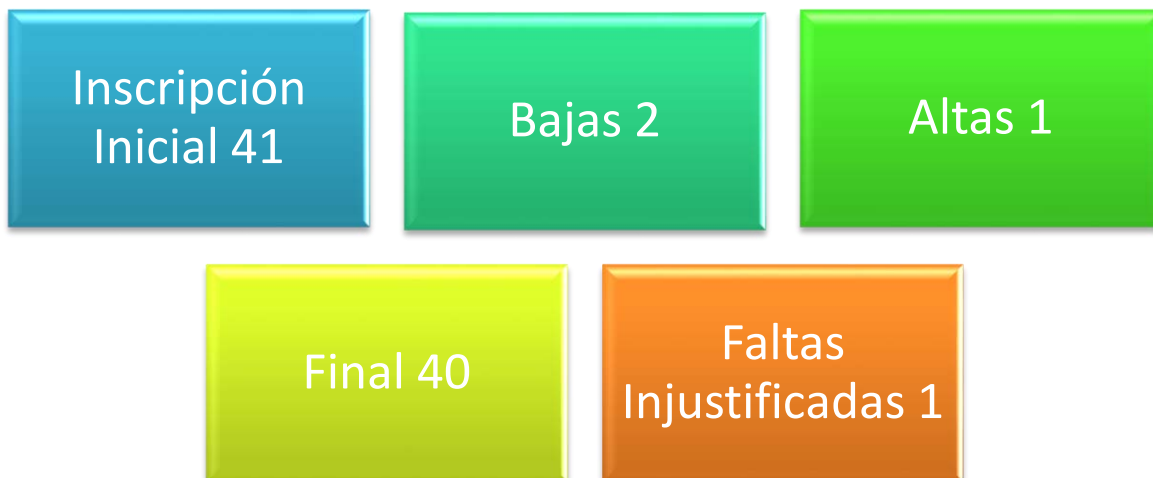 Inscripción
Inicial 41
Bajas 2
Altas 1
Final 40
Faltas
Injustificadas 1